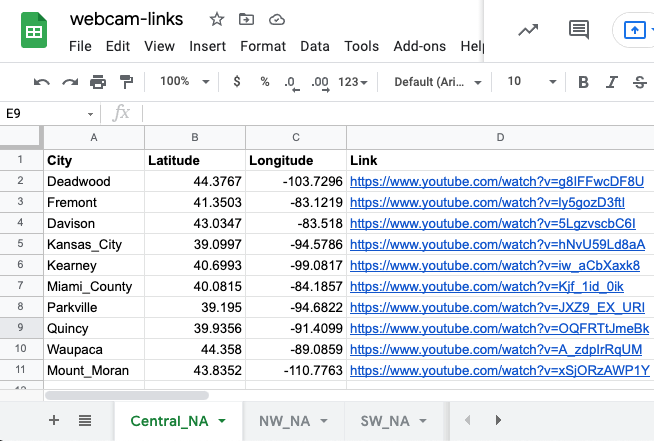 webcam-links
File Edit View Insert Format Data Tools Add-ons Help
100% $ % .0 .00 123 Default (Ari... 10 B I S
E9 fx
A B C D
1 City Latitude Longitude Link
2 Deadwood 44.3767 -103.7296 https://www.youtube.com/watch?v=g8IFFwcDF8U
3 Fremont 41.3503 -83.1219 https://www.youtube.com/watch?v=Iy5gozD3ftI
4 Davison 43.0347 -83.518 https://www.youtube.com/watch?v=5LgzvscbC6I
5 Kansas_City 39.0997 -94.5786 https://www.youtube.com/watch?v=hNvU59Ld8aA
6 Kearney 40.6993 -99.0817 https://www.youtube.com/watch?v=iw_aCbXaxk8
7 Miami_County 40.0815 -84.1857 https://www.youtube.com/watch?v=Kjf_1id_0ik
8 Parkville 39.195 -94.6822 https://www.youtube.com/watch?v=JXZ9_EX_URI
9 Quincy 39.9356 -91.4099 https://www.youtube.com/watch?v=OQFRTtJmeBk
10 Waupaca 44.358 -89.0859 https://www.youtube.com/watch?v=A_zdpIrRqUM
11 Mount_Moran 43.8352 -110.7763 https://www.youtube.com/watch?v=xSjORzAWP1Y
Central_NA NW_NA SW_NA